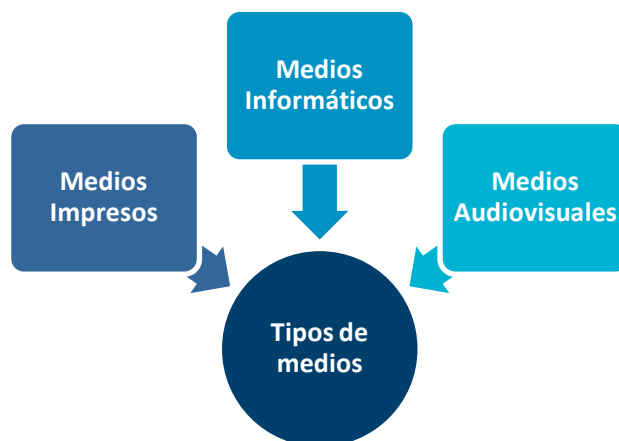 Medios
Informáticos
Medios
Impresos
Medios
Audiovisuales
Tipos de
medios